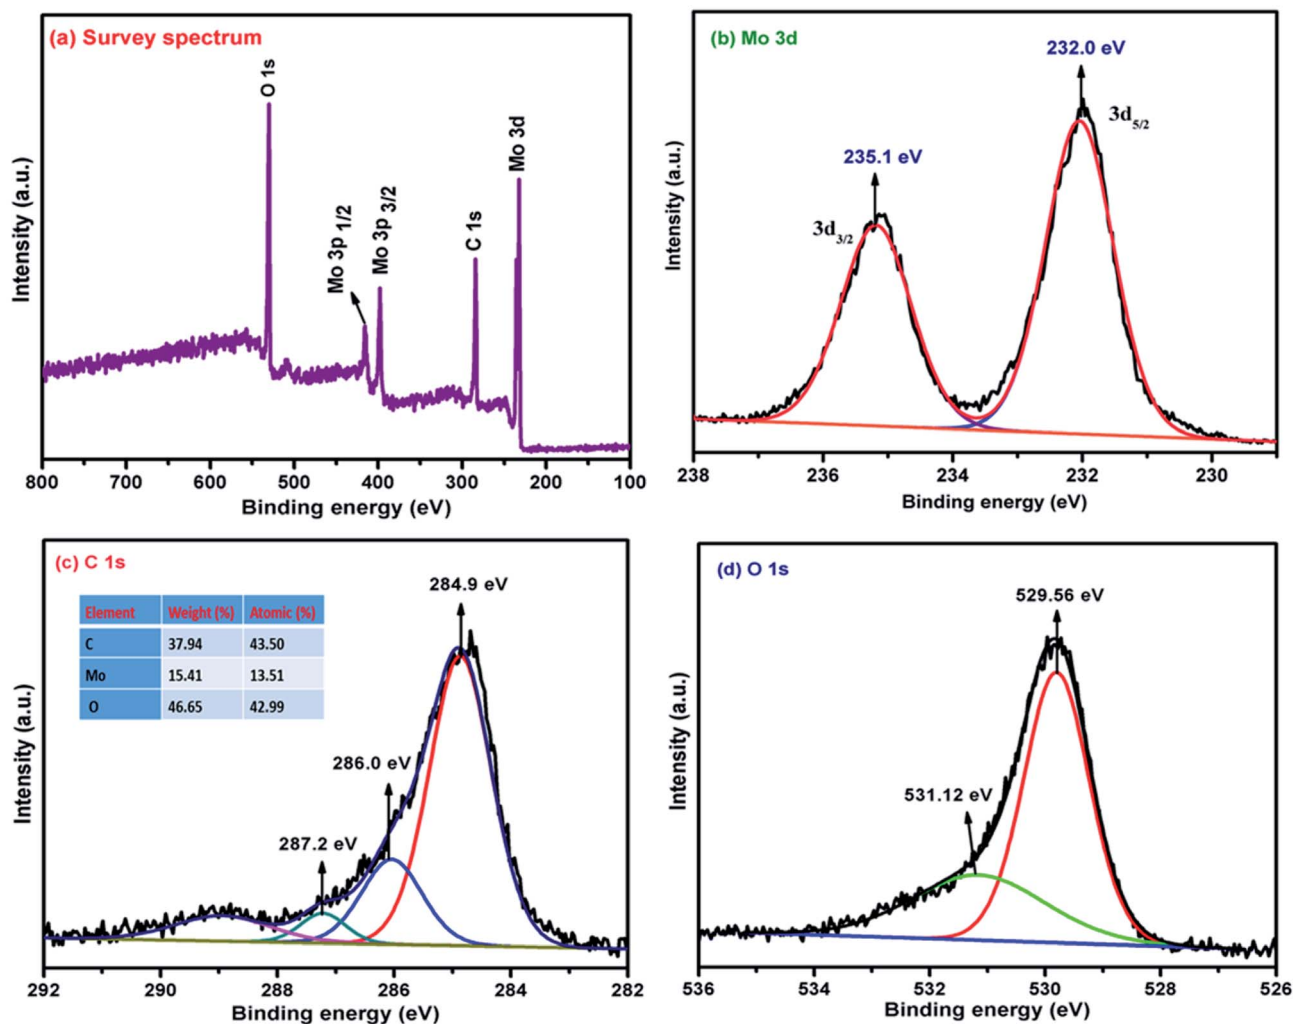 (a) Survey spectrum
O 1s
Mo 3p 1/2
Mo 3p 3/2
C 1s
Mo 3d
Intensity (a.u.)
800 700 600 500 400 300 200 100
Binding energy (eV)
(b) Mo 3d
232.0 eV
3d5/2
235.1 eV
3d3/2
Intensity (a.u.)
238 236 234 232 230
Binding energy (eV)
(c) C 1s
Element Weight (%) Atomic (%)
C 37.94 43.50
Mo 15.41 13.51
O 46.65 42.99
284.9 eV
286.0 eV
287.2 eV
Intensity (a.u.)
292 290 288 286 284 282
Binding energy (eV)
(d) O 1s
529.56 eV
531.12 eV
Intensity (a.u.)
536 534 532 530 528 526
Binding energy (eV)